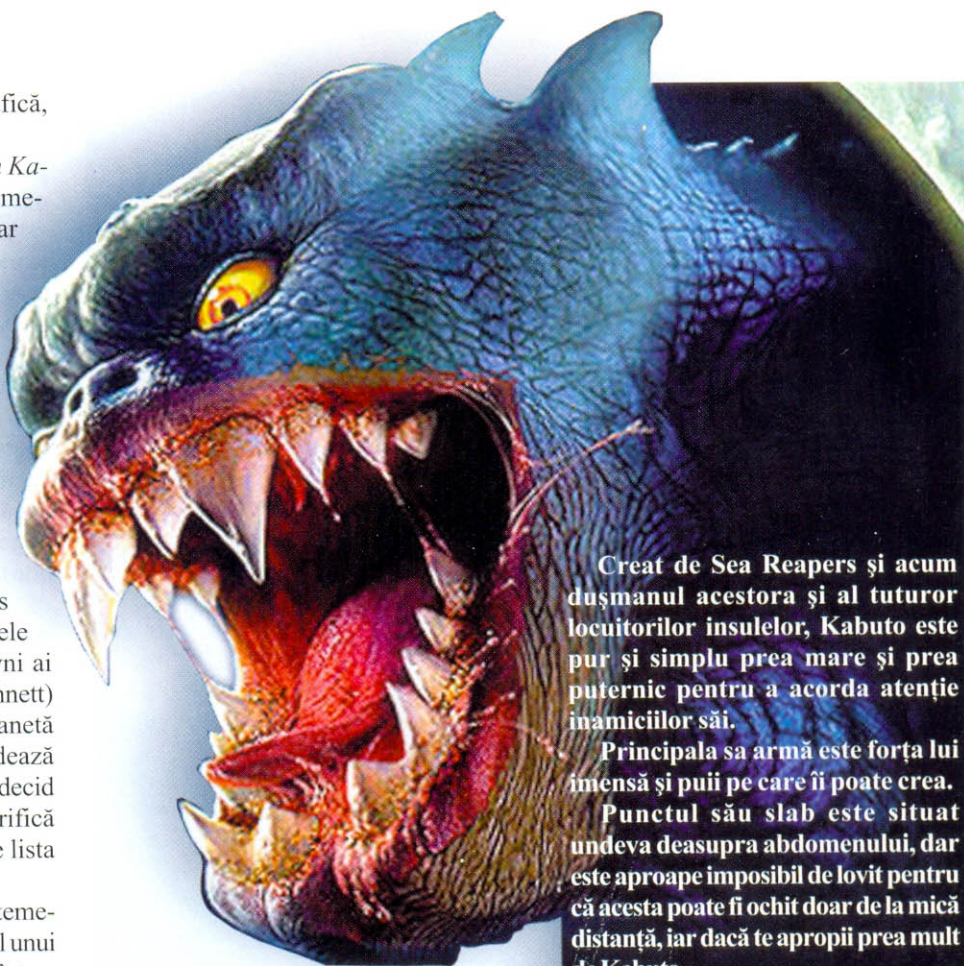 fică,
n Ka-
me-
ar
s
ele
vni ai
nnett)
anetă
dează
decid
rifică
e lista
teme-
l unui
Creat de Sea Reapers şi acum
duşmanul acestora şi al tuturor
locuitorilor insulelor, Kabuto este
pur şi simplu prea mare şi prea
puternic pentru a acorda atenţie
inamiciilor săi.
Principala sa armă este forţa lui
imensă şi puii pe care îi poate crea.
Punctul său slab este situat
undeva deasupra abdomenului, dar
este aproape imposibil de lovit pentru
că acesta poate fi ochit doar de la mică
distanţă, iar dacă te apropii prea mult
de Kabuto